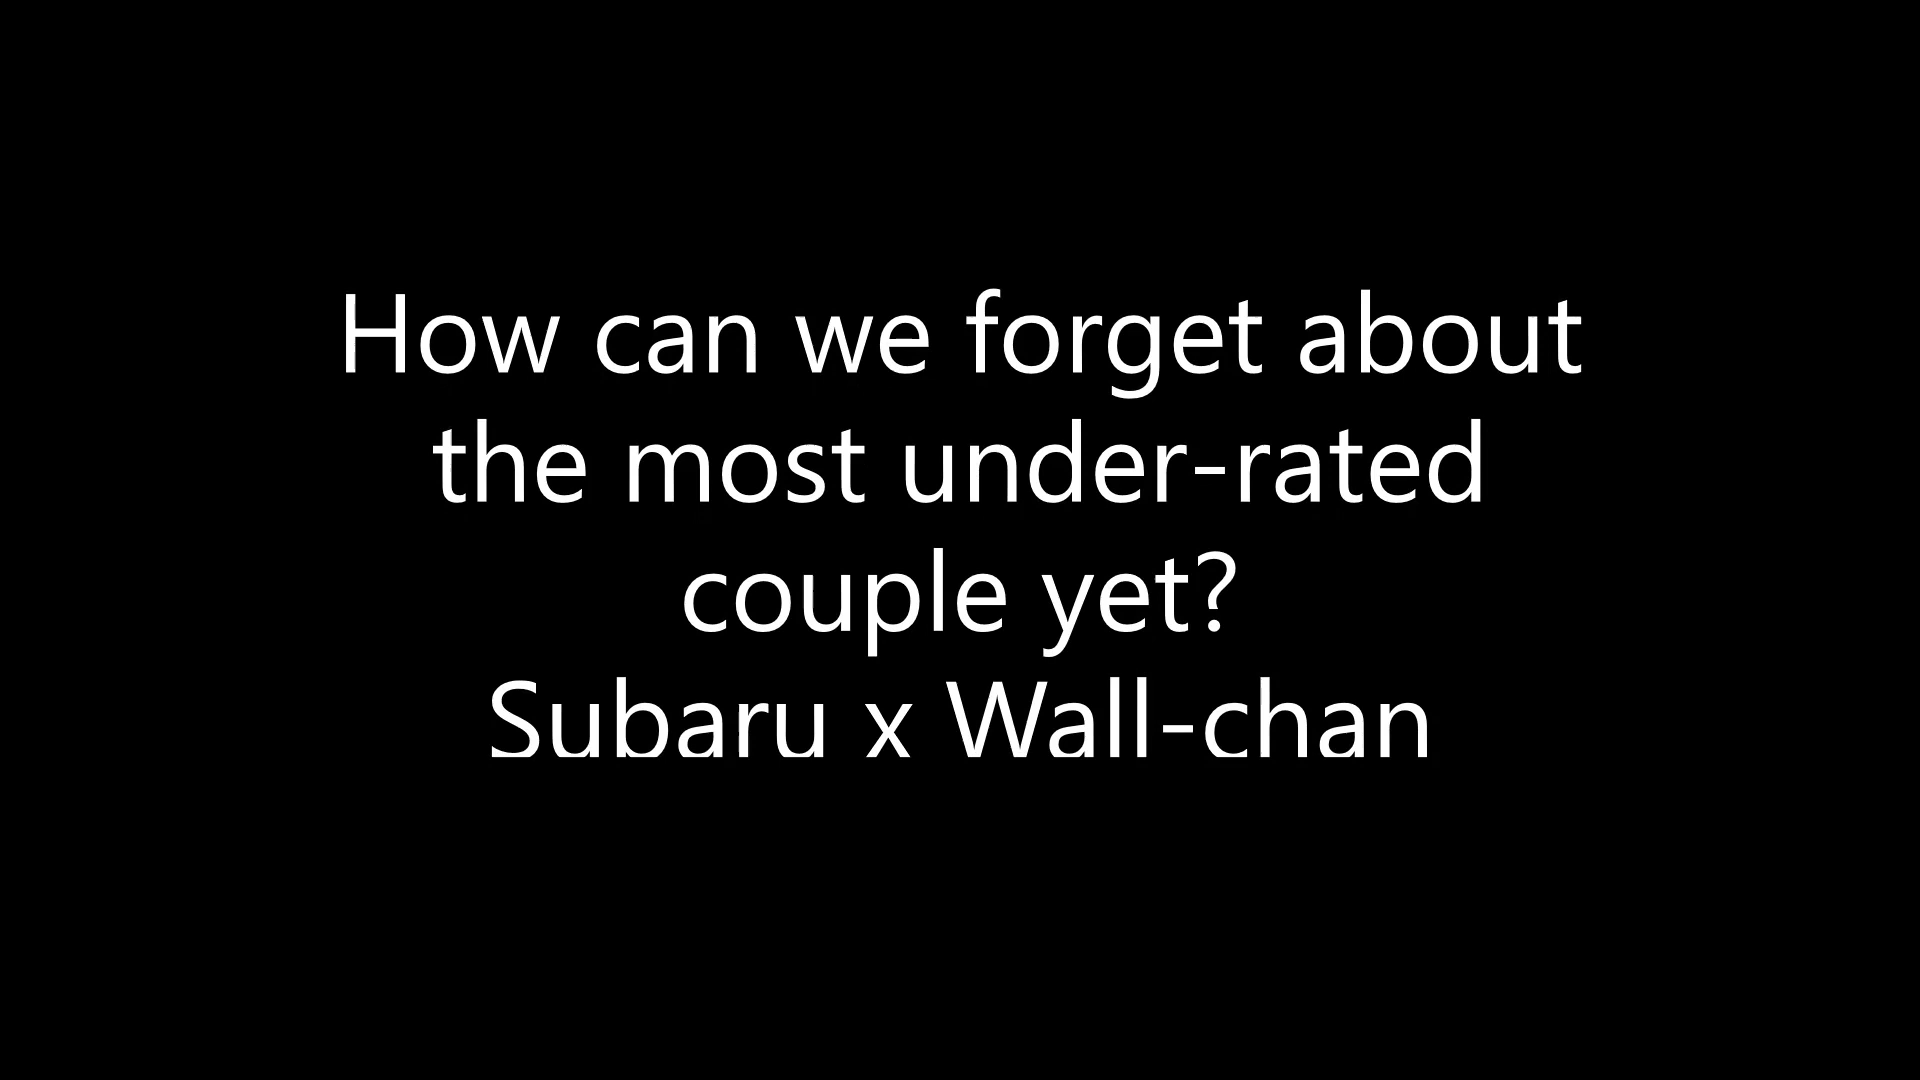 How can we forget about
the most under-rated
couple yet?
Subaru x Wall-chan